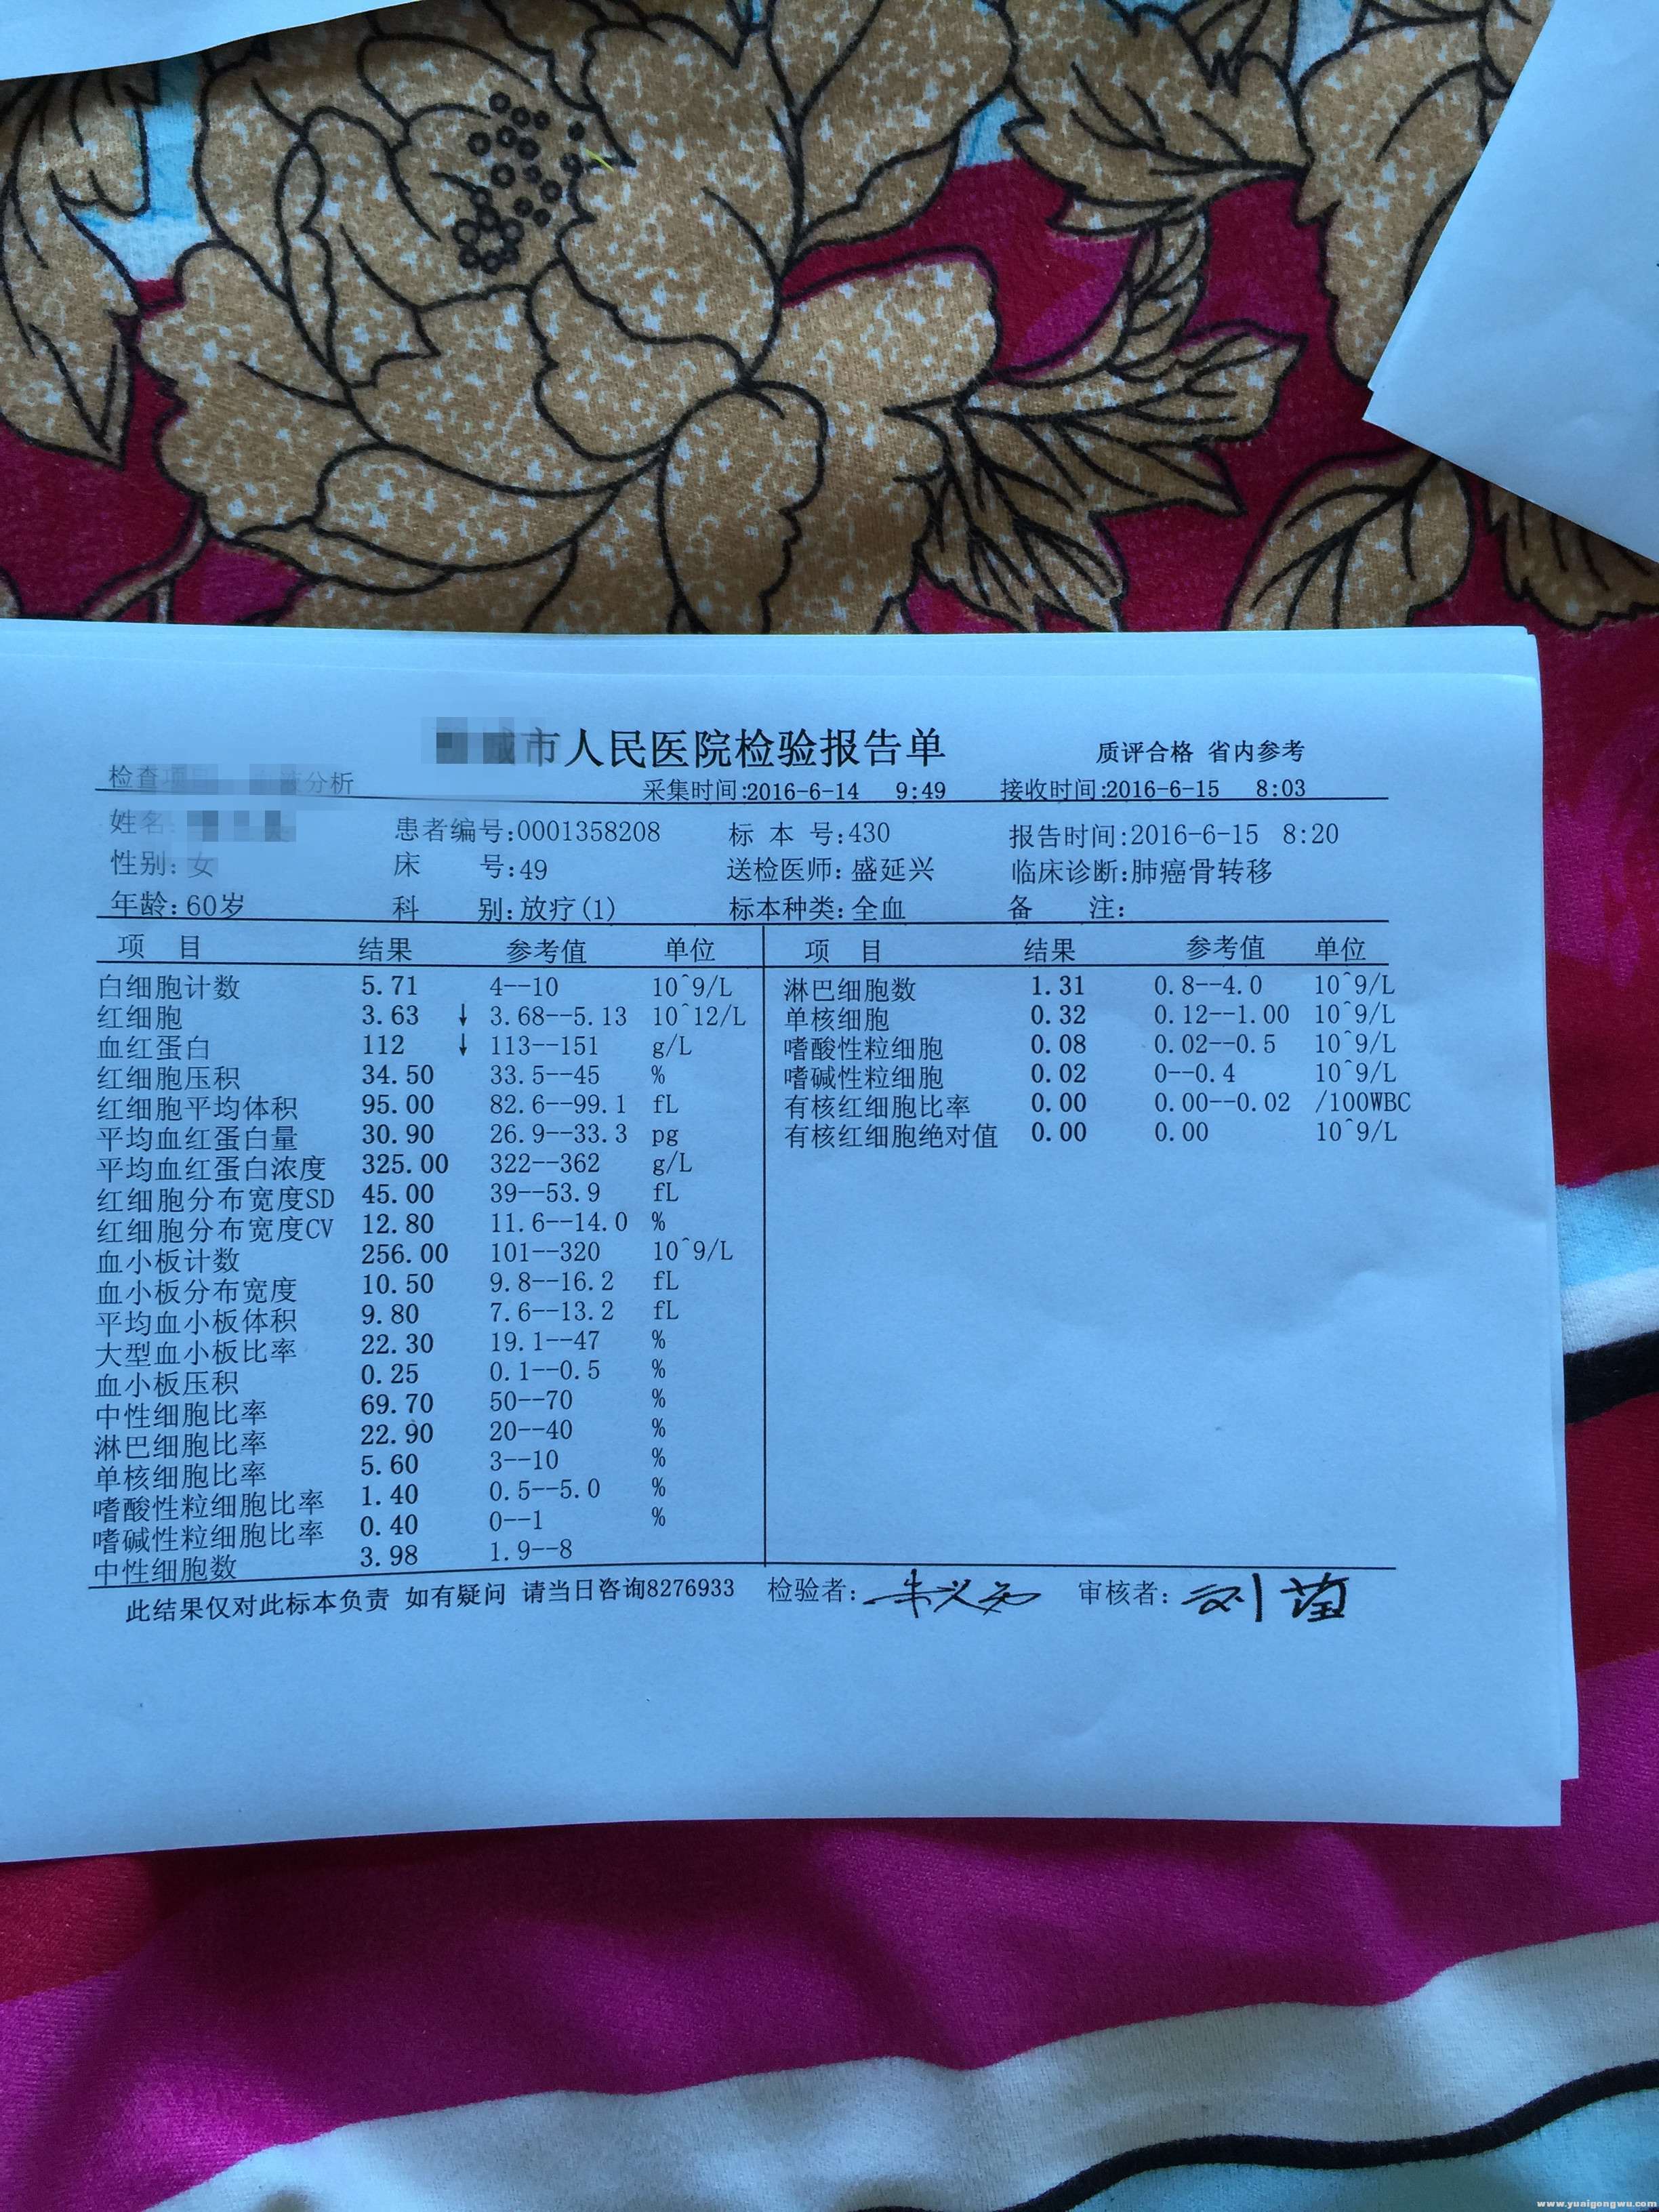 市人民医院检验报告单 质评合格 省内参考
检查 分析 采集时间:2016-6-14 9:49 接收时间:2016-6-15 8:03
姓名: 患者编号:0001358208 标 本 号:430 报告时间:2016-6-15 8:20
性别:女 床 号:49 送检医师:盛延兴 临床诊断:肺癌骨转移
年龄:60岁 科 别:放疗(1) 标本种类:全血 备 注:
项 目 结果 参考值 单位 项 目 结果 参考值 单位
白细胞计数 5.71 4--10 10^9/L 淋巴细胞数 1.31 0.8--4.0 10^9/L
红细胞 3.63 ↓ 3.68--5.13 10^12/L 单核细胞 0.32 0.12--1.00 10^9/L
血红蛋白 112 ↓ 113--151 g/L 嗜酸性粒细胞 0.08 0.02--0.5 10^9/L
红细胞压积 34.50 33.5--45 % 嗜碱性粒细胞 0.02 0--0.4 10^9/L
红细胞平均体积 95.00 82.6--99.1 fL 有核红细胞比率 0.00 0.00--0.02 /100WBC
平均血红蛋白量 30.90 26.9--33.3 pg 有核红细胞绝对值 0.00 0.00 10^9/L
平均血红蛋白浓度 325.00 322--362 g/L
红细胞分布宽度SD 45.00 39--53.9 fL
红细胞分布宽度CV 12.80 11.6--14.0 %
血小板计数 256.00 101--320 10^9/L
血小板分布宽度 10.50 9.8--16.2 fL
平均血小板体积 9.80 7.6--13.2 fL
大型血小板比率 22.30 19.1--47 %
血小板压积 0.25 0.1--0.5 %
中性细胞比率 69.70 50--70 %
淋巴细胞比率 22.90 20--40 %
单核细胞比率 5.60 3--10 %
嗜酸性粒细胞比率 1.40 0.5--5.0 %
嗜碱性粒细胞比率 0.40 0--1 %
中性细胞数 3.98 1.9--8
此结果仅对此标本负责 如有疑问 请当日咨询8276933 检验者: 审核者:
www.yuaigongwu.com